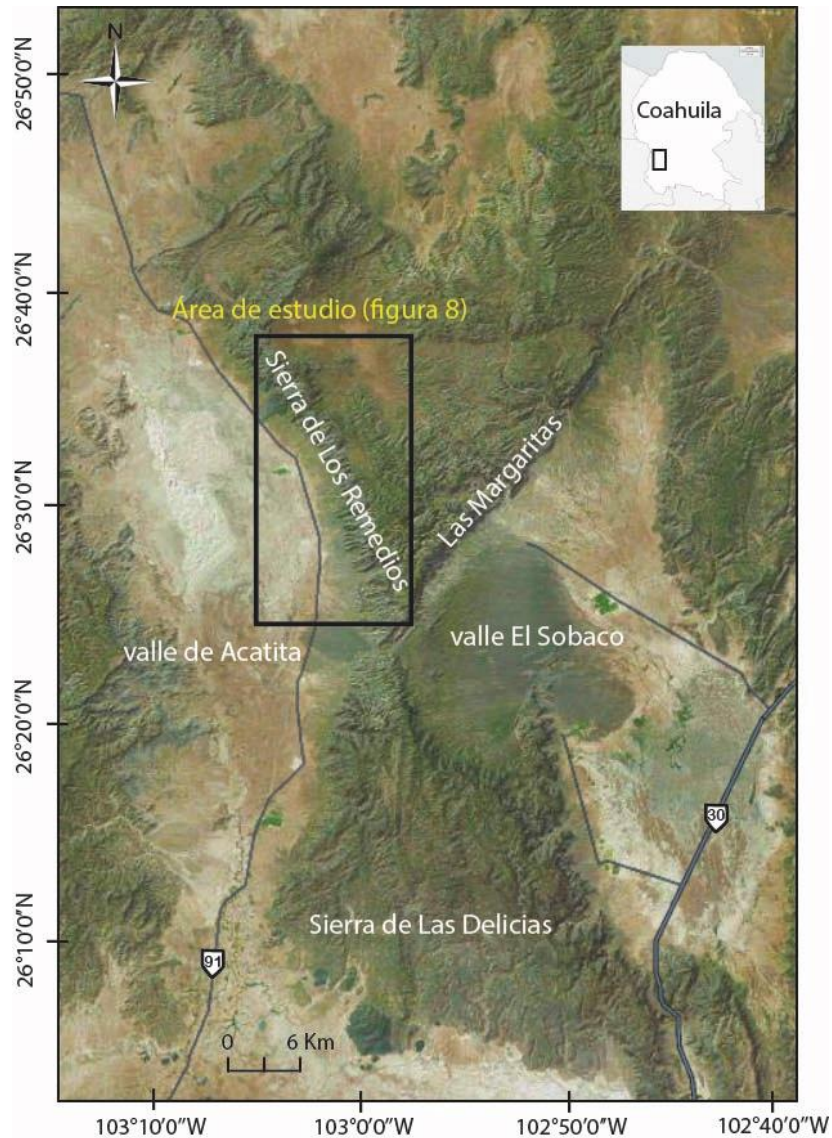 N
26°50'0"N
26°40'0"N
26°30'0"N
26°20'0"N
26°10'0"N
Coahuila
Área de estudio (figura 8)
Sierra de Los Remedios
Las Margaritas
valle de Acatita
valle El Sobaco
30
Sierra de Las Delicias
91
0 6 Km
103°10'0"W 103°00'0"W 102°50'0"W 102°40'0"W